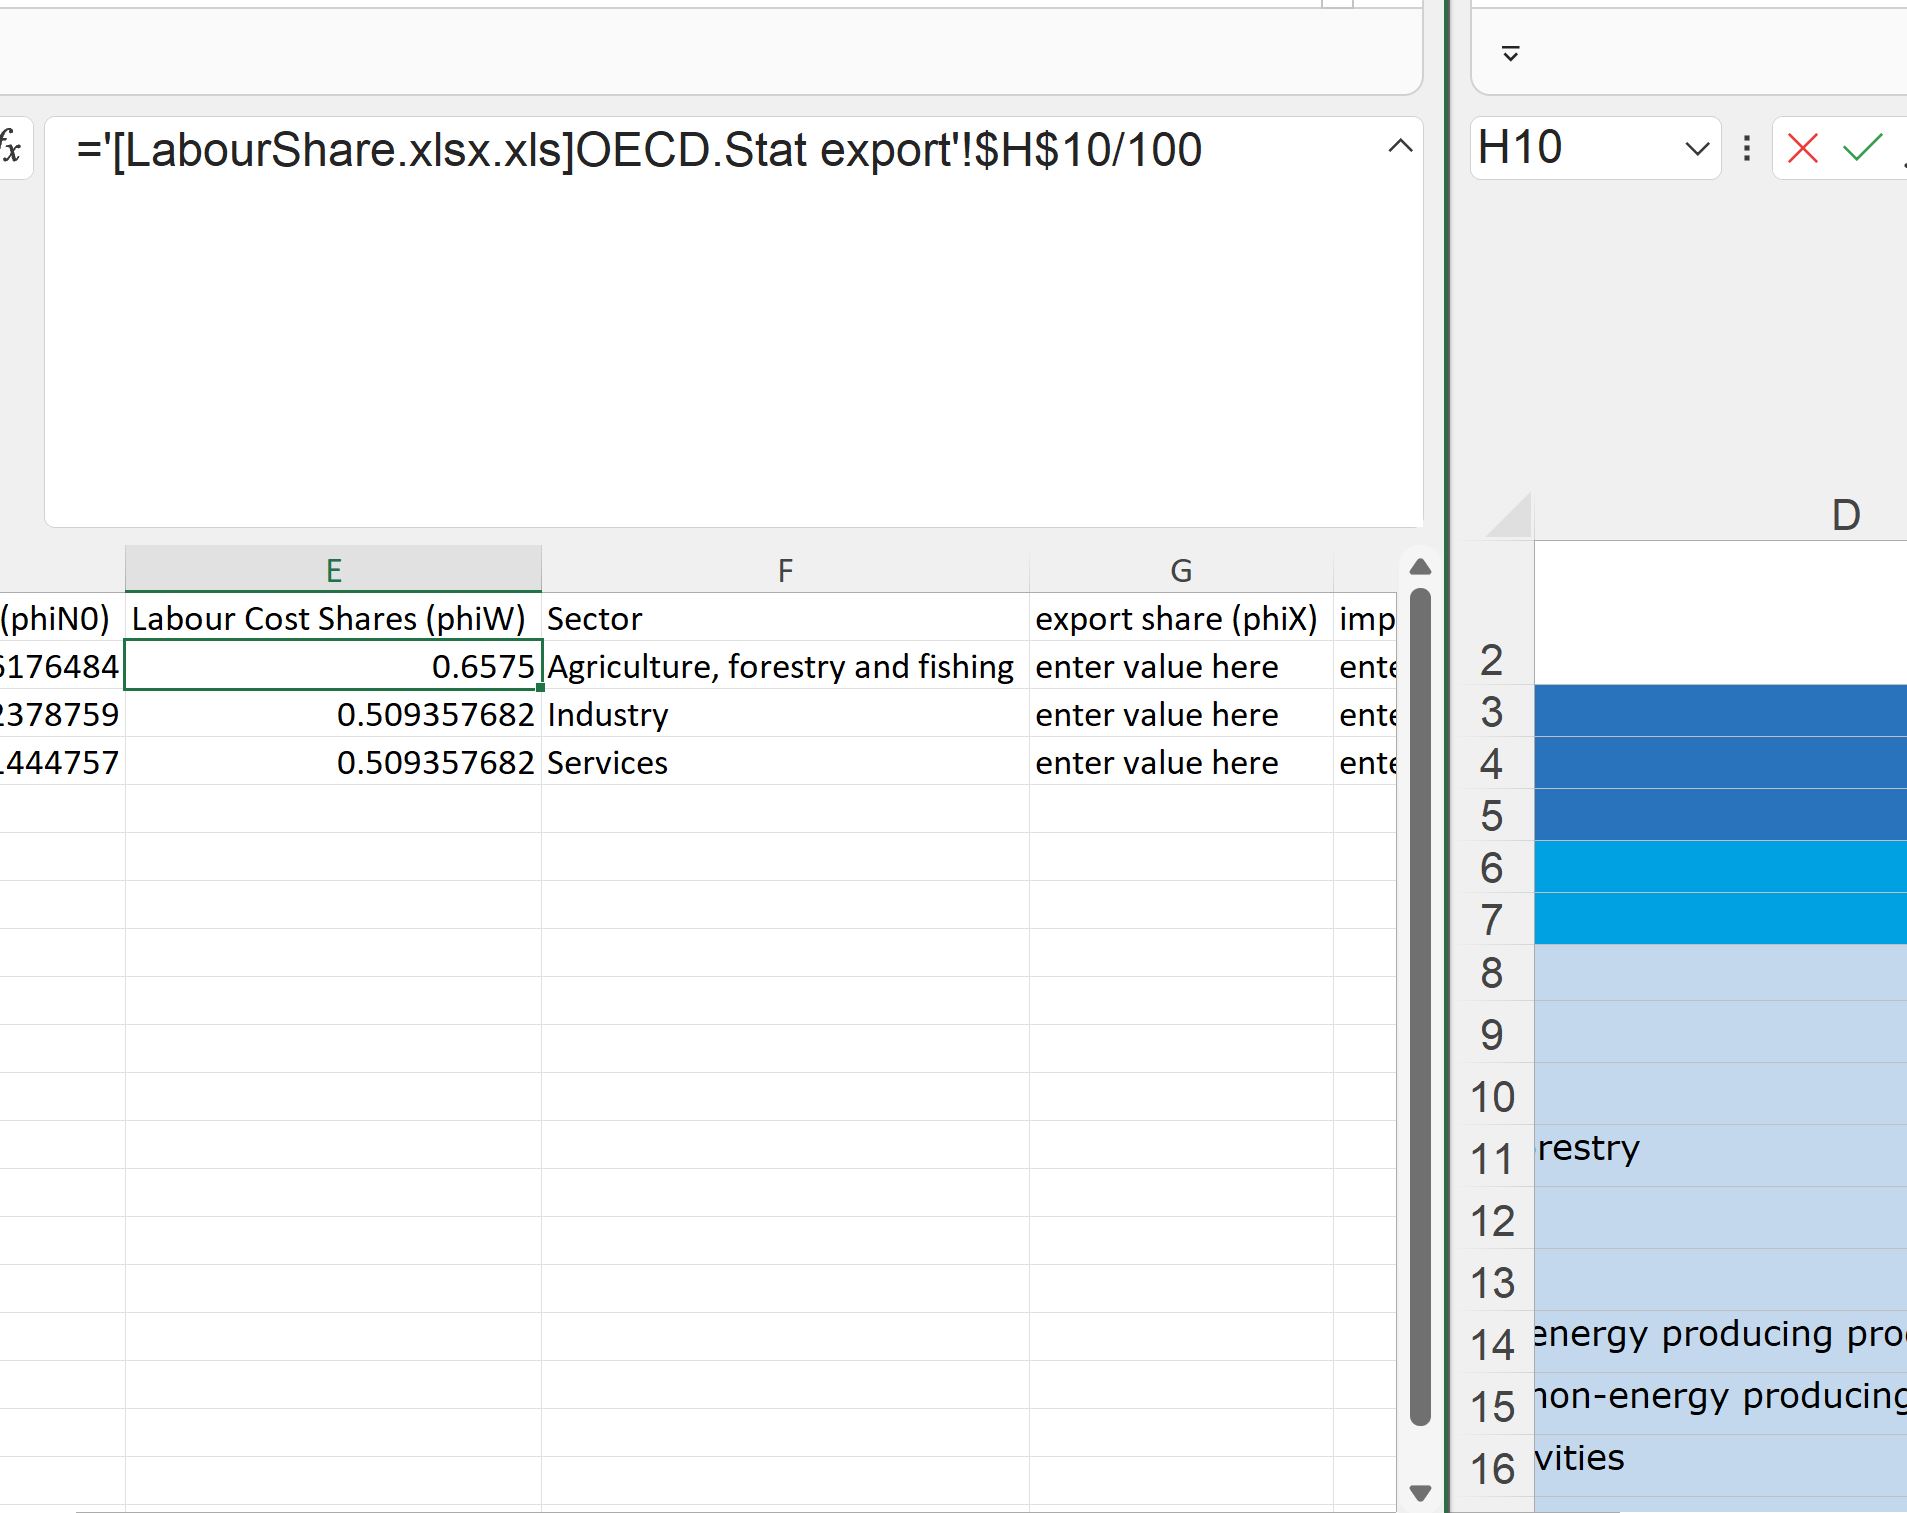 fx
='[LabourShare.xlsx.xls]OECD.Stat export'!$H$10/100
E F G
(phiN0) Labour Cost Shares (phiW) Sector export share (phiX) imp
6176484 0.6575 Agriculture, forestry and fishing enter value here ente
2378759 0.509357682 Industry enter value here ente
1444757 0.509357682 Services enter value here ente
H10
D
2
3
4
5
6
7
8
9
10
11 restry
12
13
14 energy producing pro
15 non-energy producing
16 vities